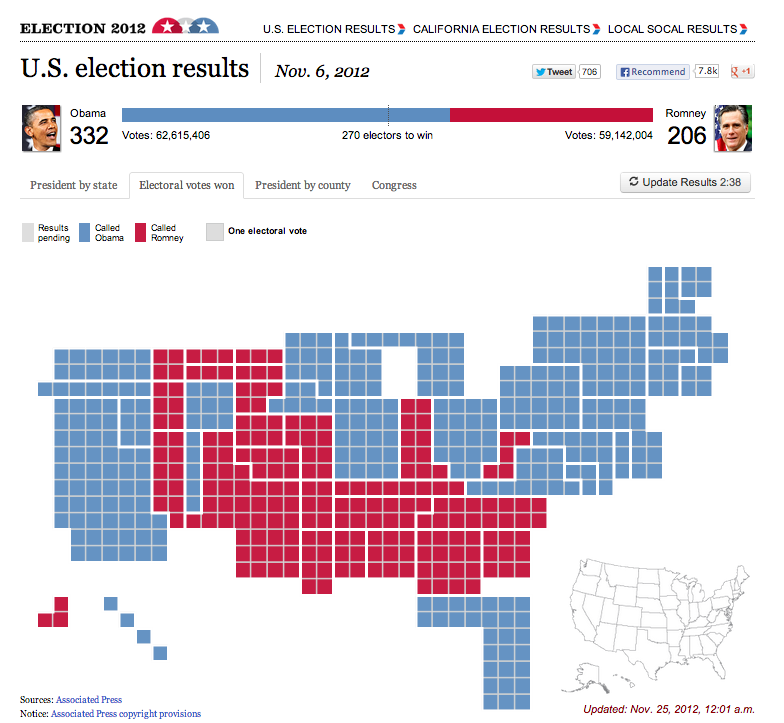 ELECTION 2012 U.S. ELECTION RESULTS CALIFORNIA ELECTION RESULTS LOCAL SOCAL RESULTS
U.S. election results Nov. 6, 2012
Tweet 706 Recommend 7.8k +1
Obama Romney
332 206
Votes: 62,615,406 270 electors to win Votes: 59,142,004
President by state Electoral votes won President by county Congress Update Results 2:38
Results pending Called Obama Called Romney One electoral vote
Sources: Associated Press
Notice: Associated Press copyright provisions
Updated: Nov. 25, 2012, 12:01 a.m.